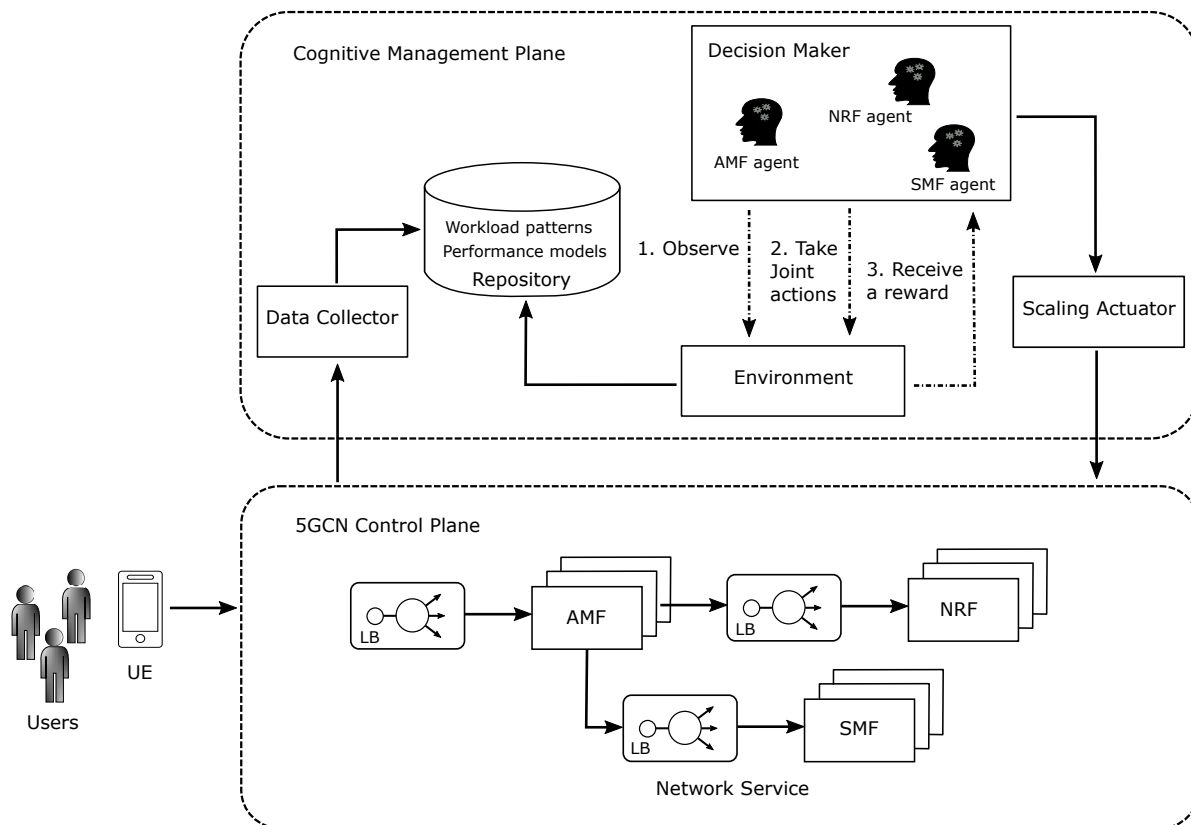 Cognitive Management Plane
Decision Maker
NRF agent
AMF agent
SMF agent
Workload patterns
Performance models
Repository
1. Observe
2. Take
Joint
actions
3. Receive
a reward
Data Collector
Scaling Actuator
Environment
5GCN Control Plane
LB
AMF
LB
NRF
UE
Users
LB
SMF
Network Service